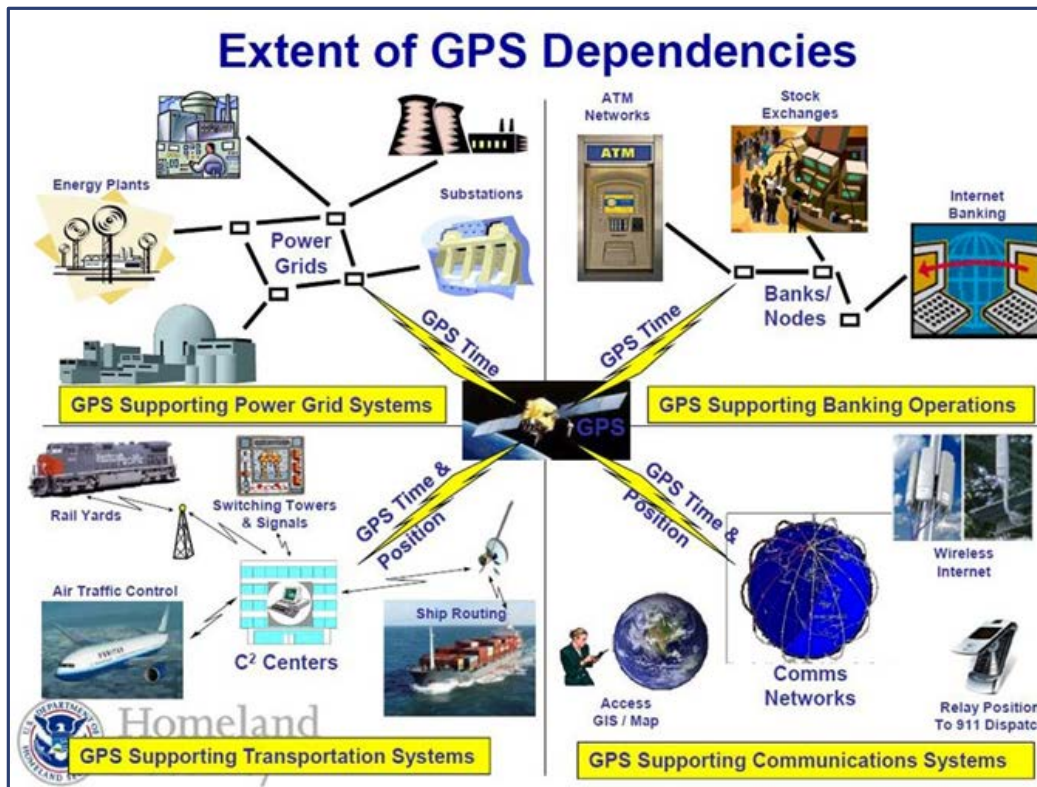 Extent of GPS Dependencies
Energy Plants
Substations
Power
Grids
GPS Time
GPS Supporting Power Grid Systems
ATM
Networks
ATM
Stock
Exchanges
Internet
Banking
Banks/
Nodes
GPS Time
GPS Supporting Banking Operations
GPS
Rail Yards
Switching Towers
& Signals
GPS Time &
Position
Air Traffic Control
C² Centers
Ship Routing
Homeland
GPS Supporting Transportation Systems
GPS Time &
Position
Wireless
Internet
Comms
Networks
Access
GIS / Map
Relay Position
To 911 Dispatch
GPS Supporting Communications Systems